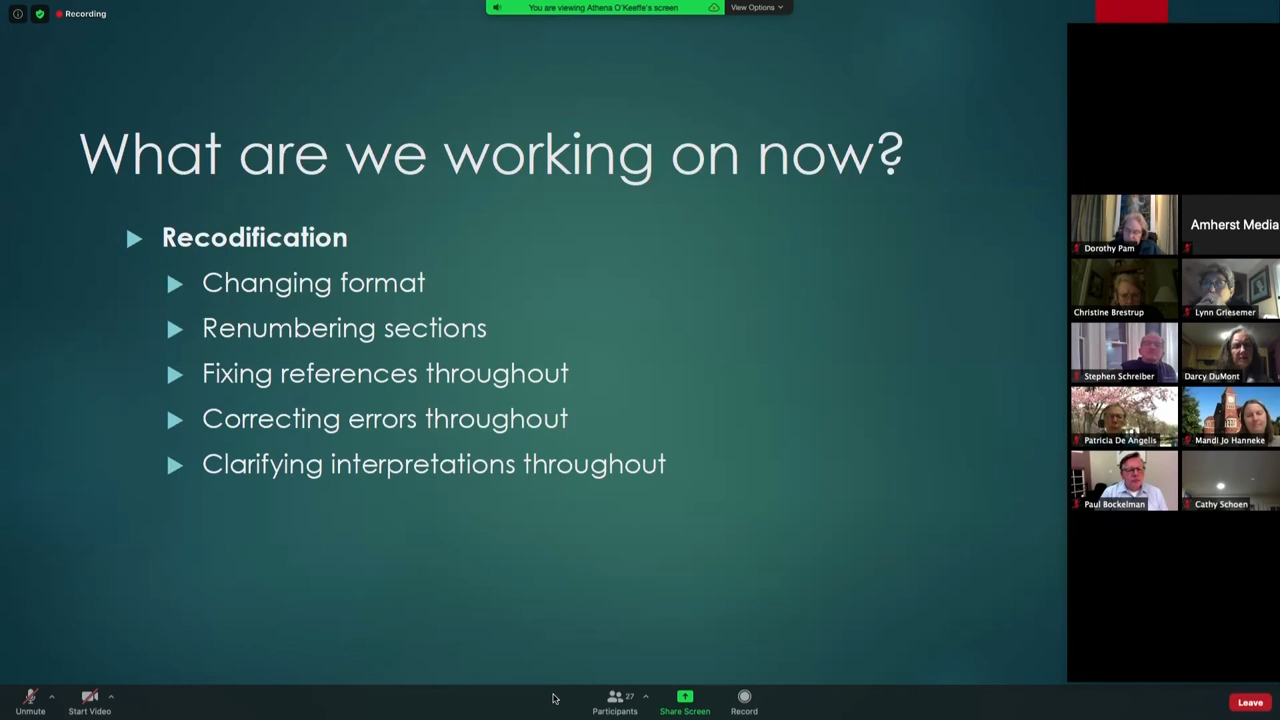 Recording
You are viewing Athena O'Keeffe's screen
View Options
What are we working on now?
Recodification
Changing format
Renumbering sections
Fixing references throughout
Correcting errors throughout
Clarifying interpretations throughout
Dorothy Pam
Amherst Media
Christine Brestrup
Lynn Griesemer
Stephen Schreiber
Darcy DuMont
Patricia De Angelis
Mandi Jo Hanneke
Paul Bockelman
Cathy Schoen
Unmute
Start Video
27
Participants
Share Screen
Record
Leave